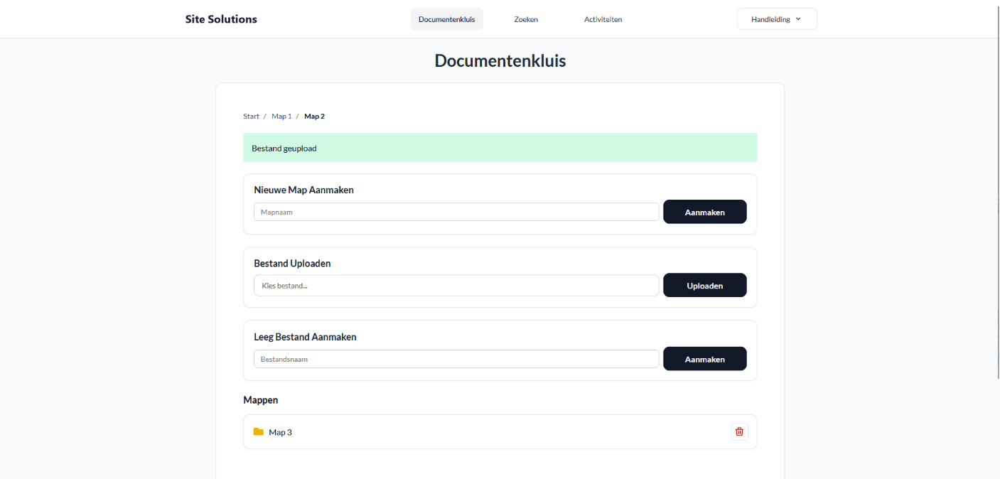 Site Solutions
Documentenkluis
Zoeken
Activiteiten
Handleiding
Documentenkluis
Start / Map 1 / Map 2
Bestand geupload
Nieuwe Map Aanmaken
Mapnaam
Aanmaken
Bestand Uploaden
Kies bestand...
Uploaden
Leeg Bestand Aanmaken
Bestandsnaam
Aanmaken
Mappen
Map 3